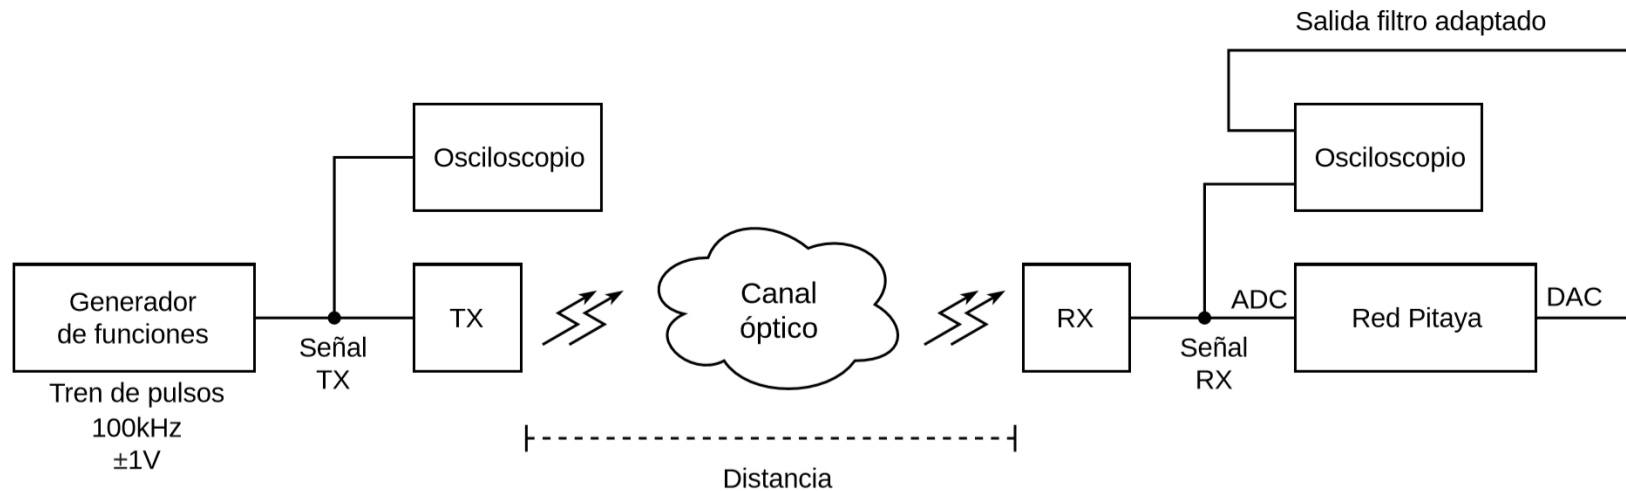 Salida filtro adaptado
Osciloscopio
Osciloscopio
Generador
de funciones
TX
Canal
óptico
RX
ADC
Red Pitaya
DAC
Señal
TX
Señal
RX
Tren de pulsos
100kHz
±1V
Distancia